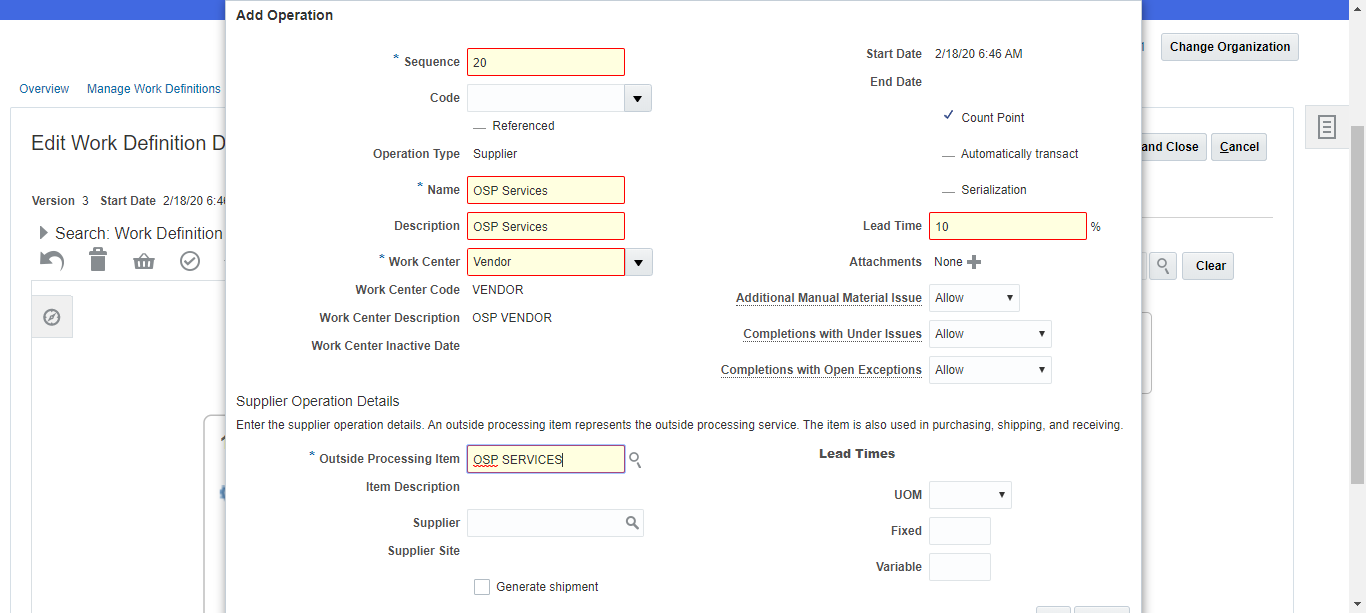 Add Operation
* Sequence 20
Code
Referenced
Operation Type Supplier
* Name OSP Services
Description OSP Services
* Work Center Vendor
Work Center Code VENDOR
Work Center Description OSP VENDOR
Work Center Inactive Date
Start Date 2/18/20 6:46 AM
End Date
Count Point
Automatically transact
Serialization
Lead Time 10 %
Attachments None
Additional Manual Material Issue Allow
Completions with Under Issues Allow
Completions with Open Exceptions Allow
Supplier Operation Details
Enter the supplier operation details. An outside processing item represents the outside processing service. The item is also used in purchasing, shipping, and receiving.
* Outside Processing Item OSP SERVICES
Item Description
Supplier
Supplier Site
Generate shipment
Lead Times
UOM
Fixed
Variable
Change Organization
Overview Manage Work Definitions
Edit Work Definition D
and Close Cancel
Version 3 Start Date 2/18/20 6:46
Search: Work Definition
Clear